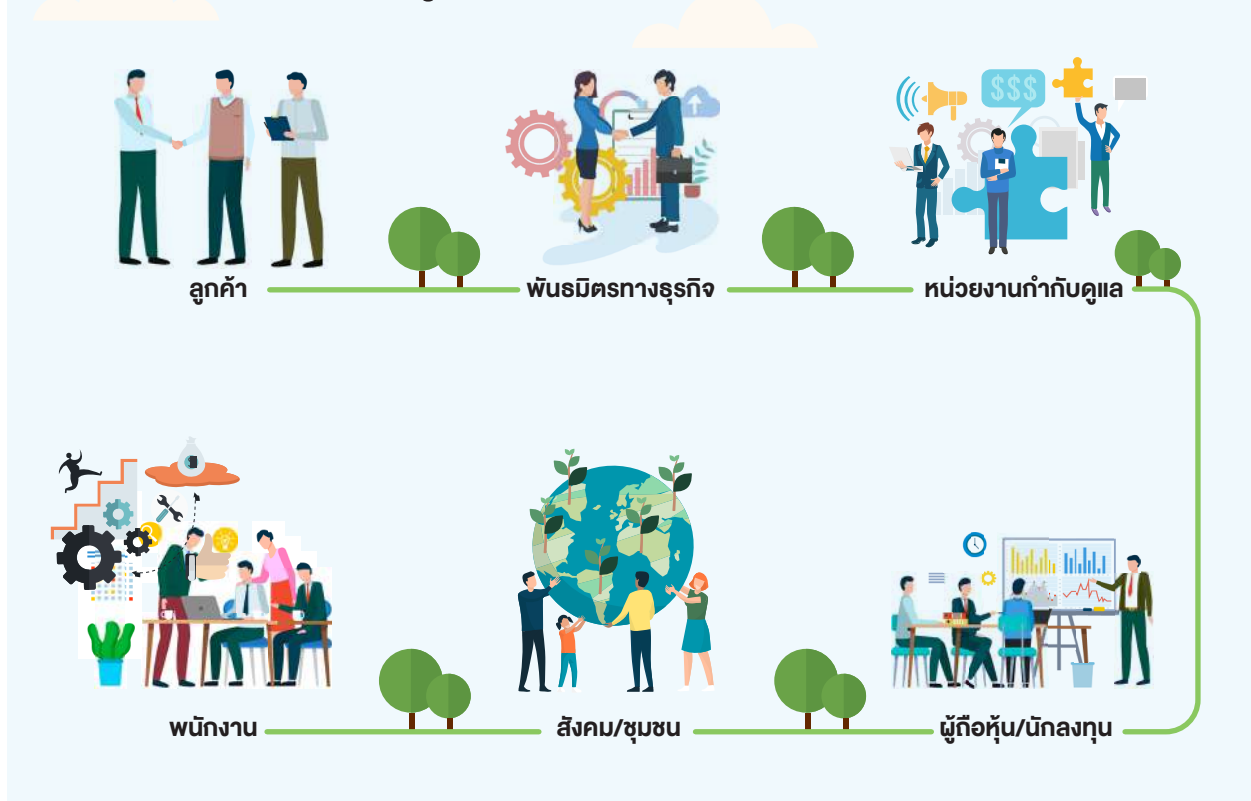 $$$
ลูกค้า
พันธมิตรทางธุรกิจ
หน่วยงานกำกับดูแล
พนักงาน
สังคม/ชุมชน
ผู้ถือหุ้น/นักลงทุน